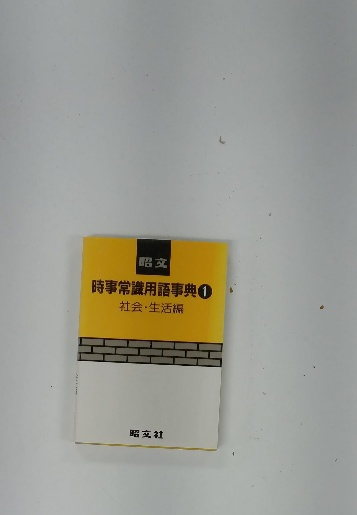 昭文
時事常識用語事典1
社会・生活編
昭文社